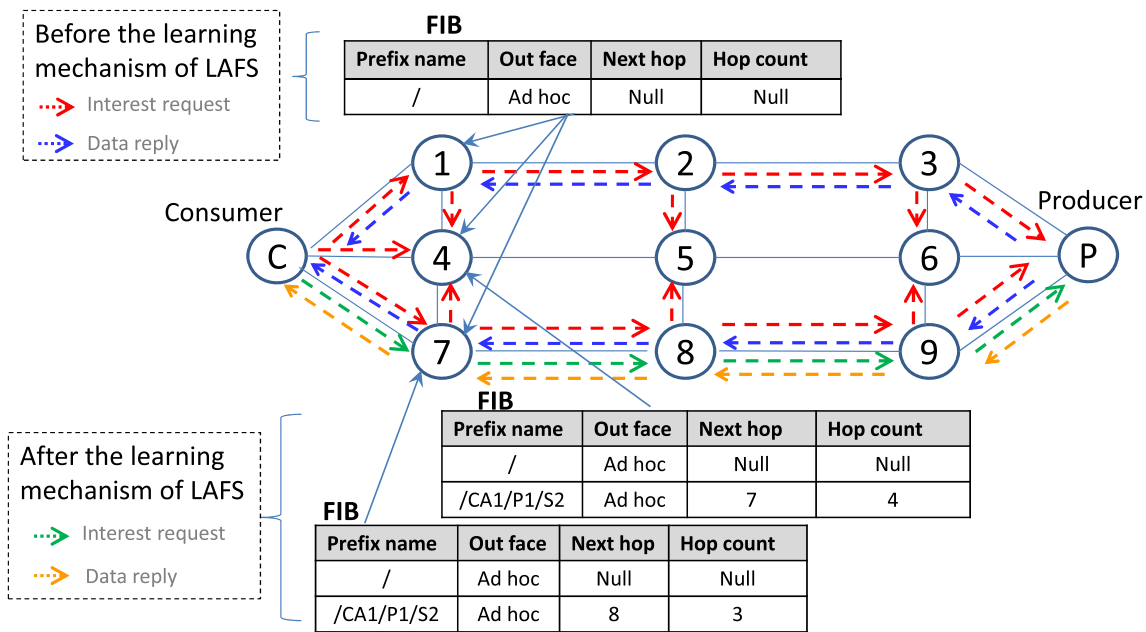 FIB
Before the learning
mechanism of LAFS
Interest request
Data reply
Prefix name Out face Next hop Hop count
/ Ad hoc Null Null
1 2 3
Consumer Producer
C 4 5 6 P
7 8 9
FIB
Prefix name Out face Next hop Hop count
/ Ad hoc Null Null
/CA1/P1/S2 Ad hoc 7 4
After the learning
mechanism of LAFS
Interest request
Data reply
FIB
Prefix name Out face Next hop Hop count
/ Ad hoc Null Null
/CA1/P1/S2 Ad hoc 8 3